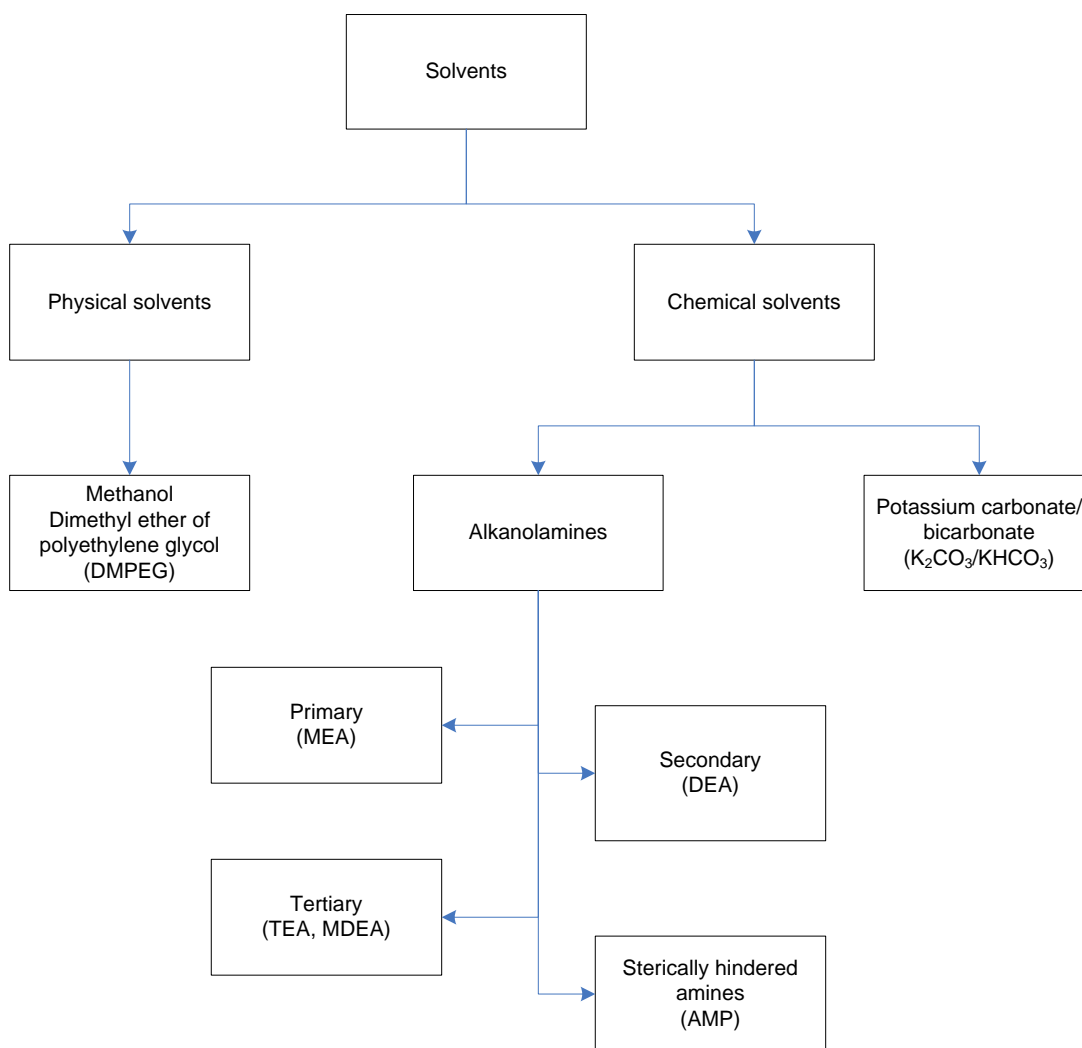 Solvents
Physical solvents
Chemical solvents
Methanol
Dimethyl ether of
polyethylene glycol
(DMPEG)
Alkanolamines
Potassium carbonate/
bicarbonate
(K₂CO₃/KHCO₃)
Primary
(MEA)
Secondary
(DEA)
Tertiary
(TEA, MDEA)
Sterically hindered
amines
(AMP)